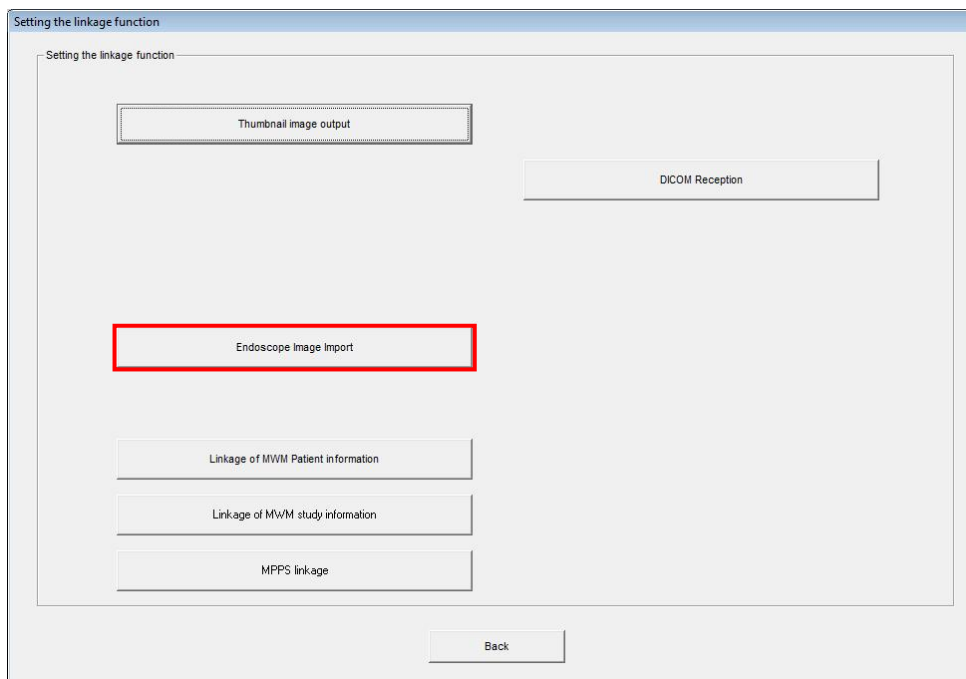 Setting the linkage function
Setting the linkage function
Thumbnail image output
DICOM Reception
Endoscope Image Import
Linkage of MWM Patient information
Linkage of MWM study information
MPPS linkage
Back